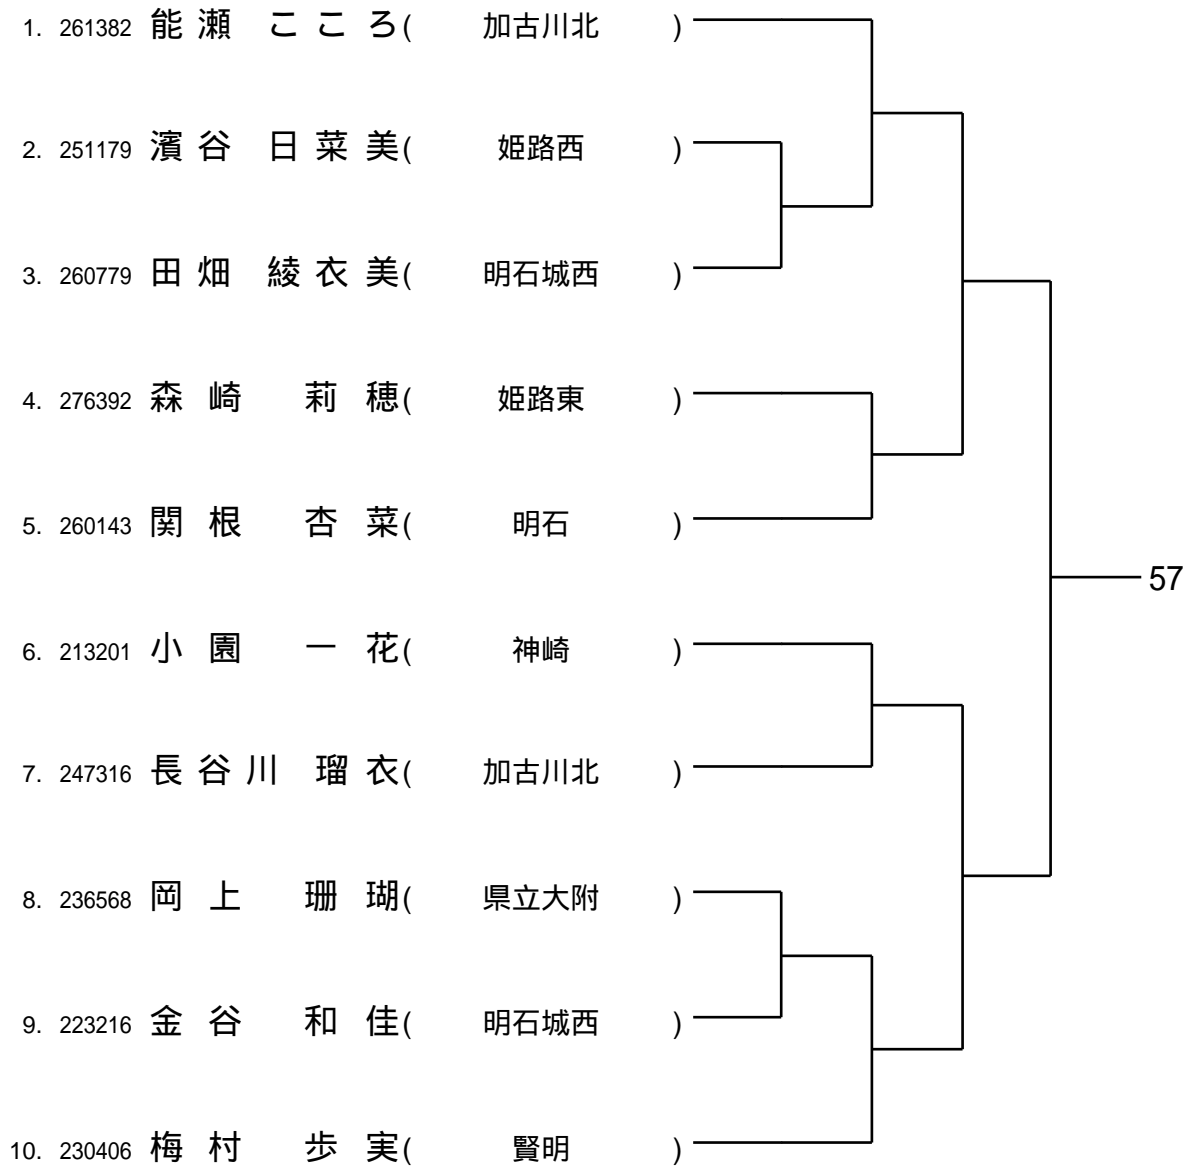 1. 261382 能瀬 こころ( 加古川北 )
2. 251179 濱谷 日菜美( 姫路西 )
3. 260779 田畑 綾衣美( 明石城西 )
4. 276392 森崎 莉穂( 姫路東 )
5. 260143 関根 杏菜( 明石 )
57
6. 213201 小園 一花( 神崎 )
7. 247316 長谷川 瑠衣( 加古川北 )
8. 236568 岡上 珊瑚( 県立大附 )
9. 223216 金谷 和佳( 明石城西 )
10. 230406 梅村 歩実( 賢明 )